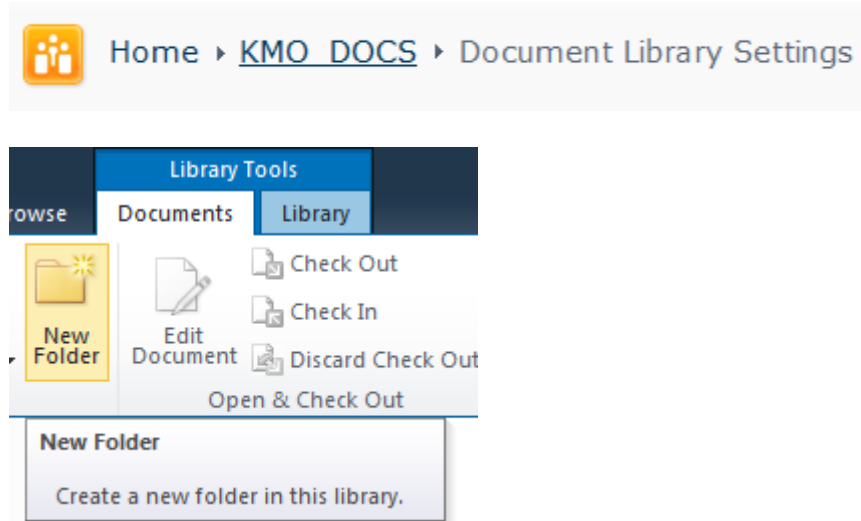 Home ▸ KMO_DOCS ▸ Document Library Settings
Library Tools
rowse Documents Library
New Folder
Edit Document
Check Out
Check In
Discard Check Out
Open & Check Out
New Folder
Create a new folder in this library.